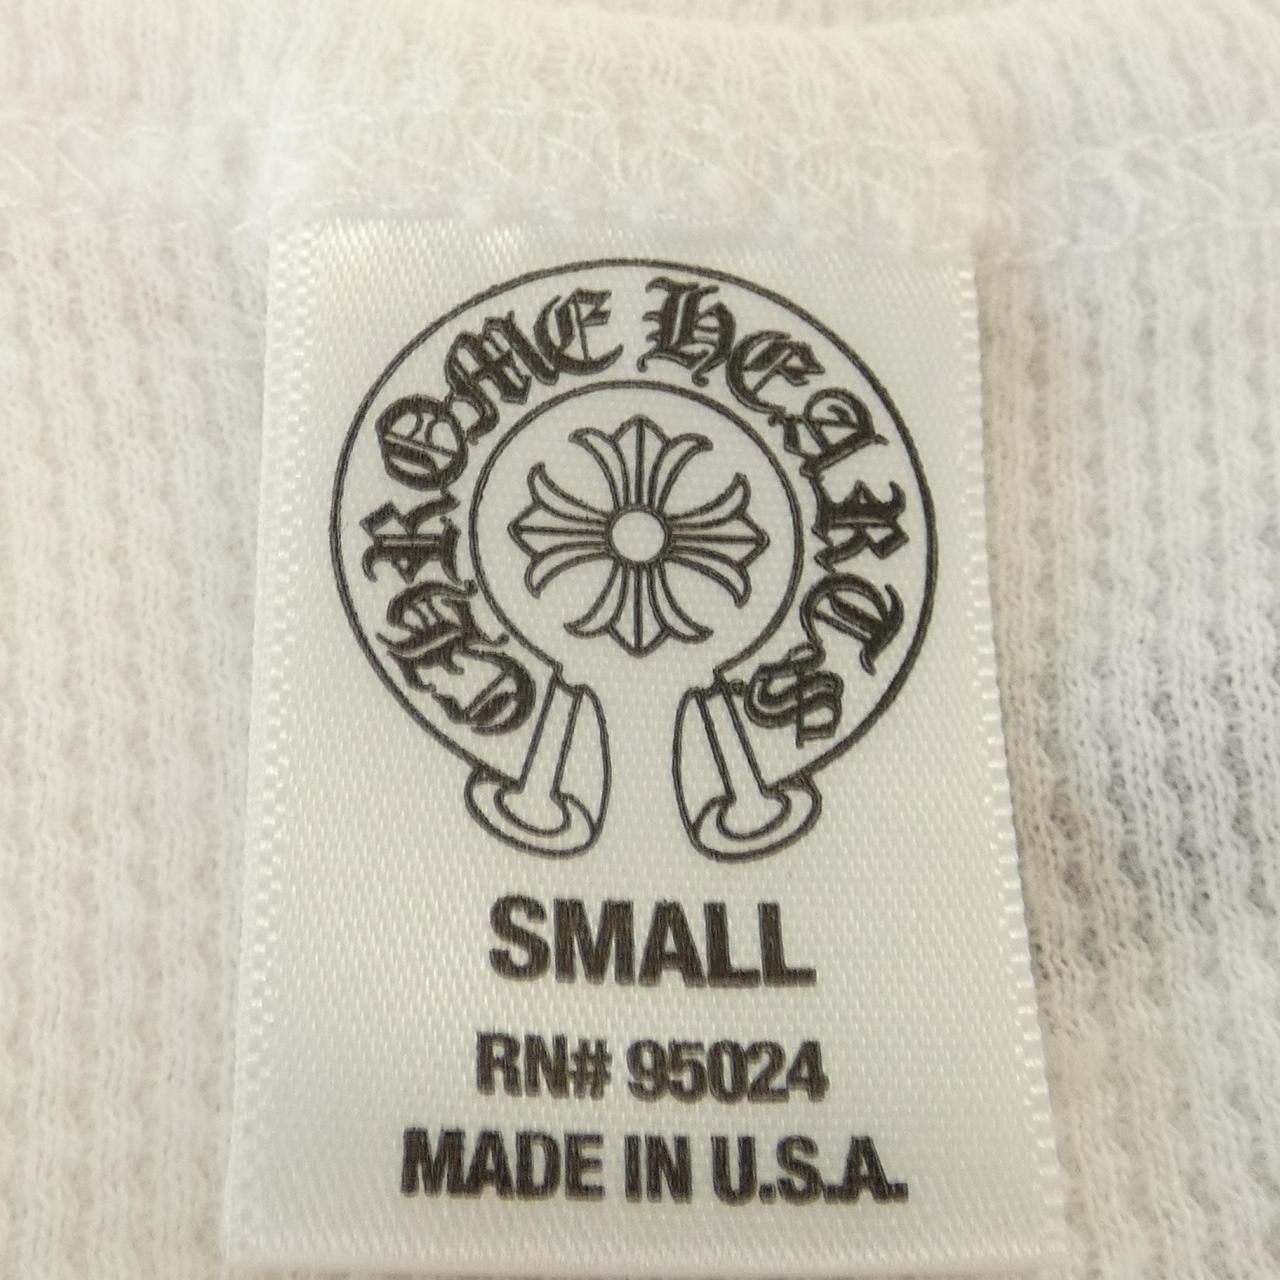 CHROME HEARTS
SMALL
RN# 95024
MADE IN U.S.A.